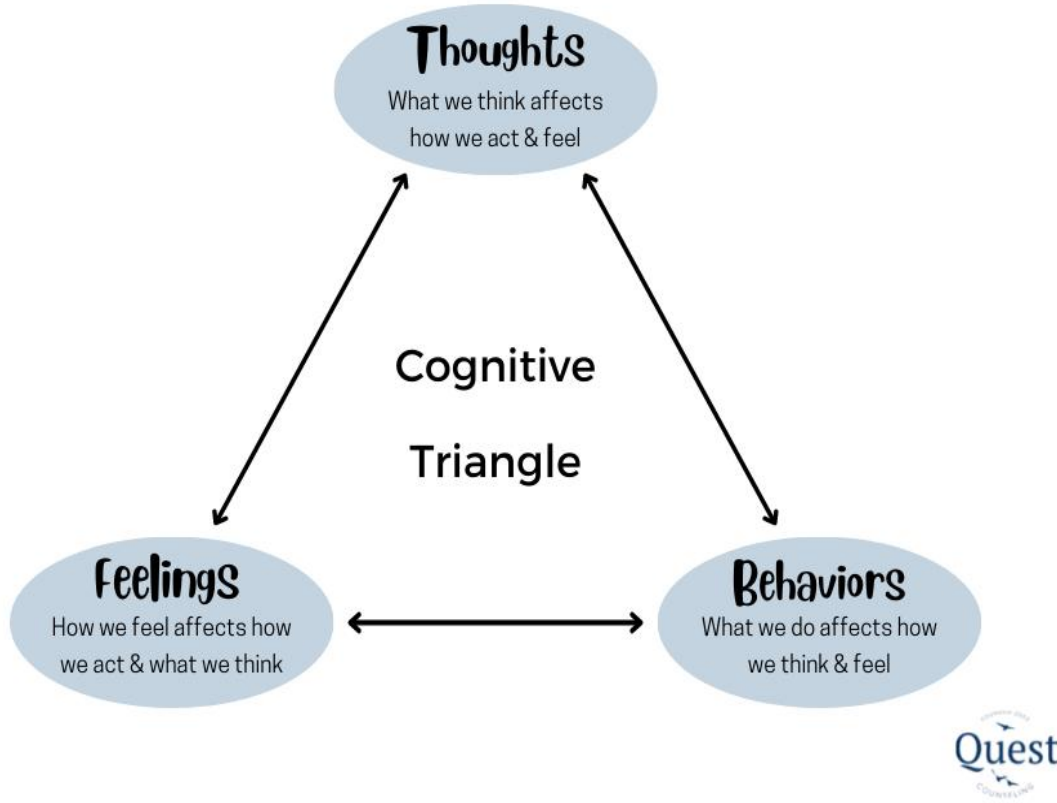 Thoughts
What we think affects
how we act & feel
Cognitive
Triangle
Feelings
How we feel affects how
we act & what we think
Behaviors
What we do affects how
we think & feel
Quest
COUNSELING